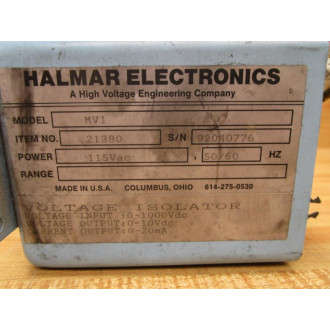 HALMAR ELECTRONICS
A High Voltage Engineering Company
MODEL MV1
ITEM NO. 21380 S/N 92040776
POWER 115Vac , 50/60 HZ
RANGE
MADE IN U.S.A. COLUMBUS, OHIO 614-275-0530
VOLTAGE ISOLATOR
VOLTAGE INPUT:0-1000Vdc
VOLTAGE OUTPUT:0-10Vdc
CURRENT OUTPUT:0-20mA